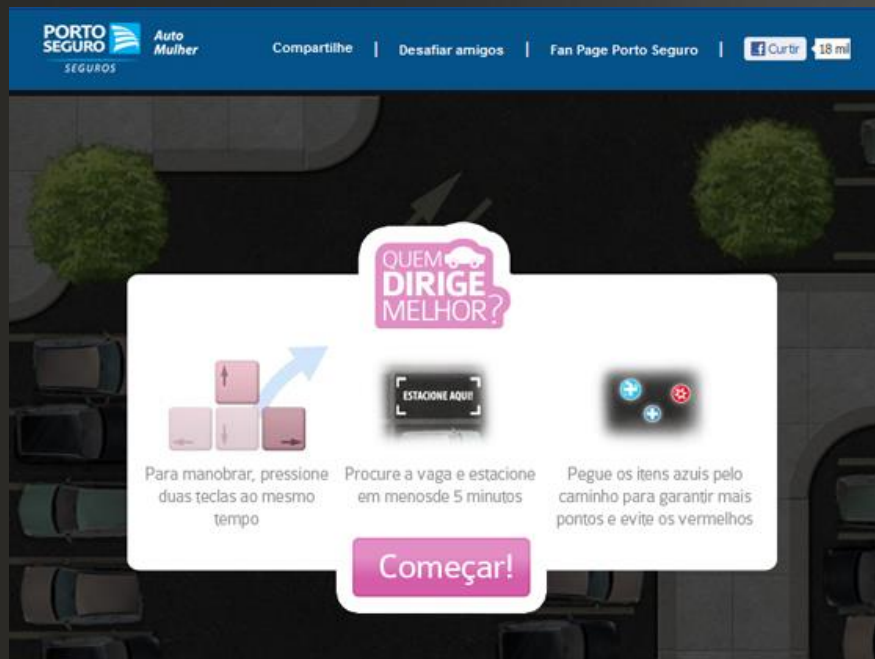 PORTO
SEGURO
SEGUROS
Auto
Mulher
Compartilhe | Desafiar amigos | Fan Page Porto Seguro | Curtir 18 mil
QUEM
DIRIGE
MELHOR?
ESTACIONE AQUI!
Para manobrar, pressione
duas teclas ao mesmo
tempo
Procure a vaga e estacione
em menosde 5 minutos
Pegue os itens azuis pelo
caminho para garantir mais
pontos e evite os vermelhos
Começar!